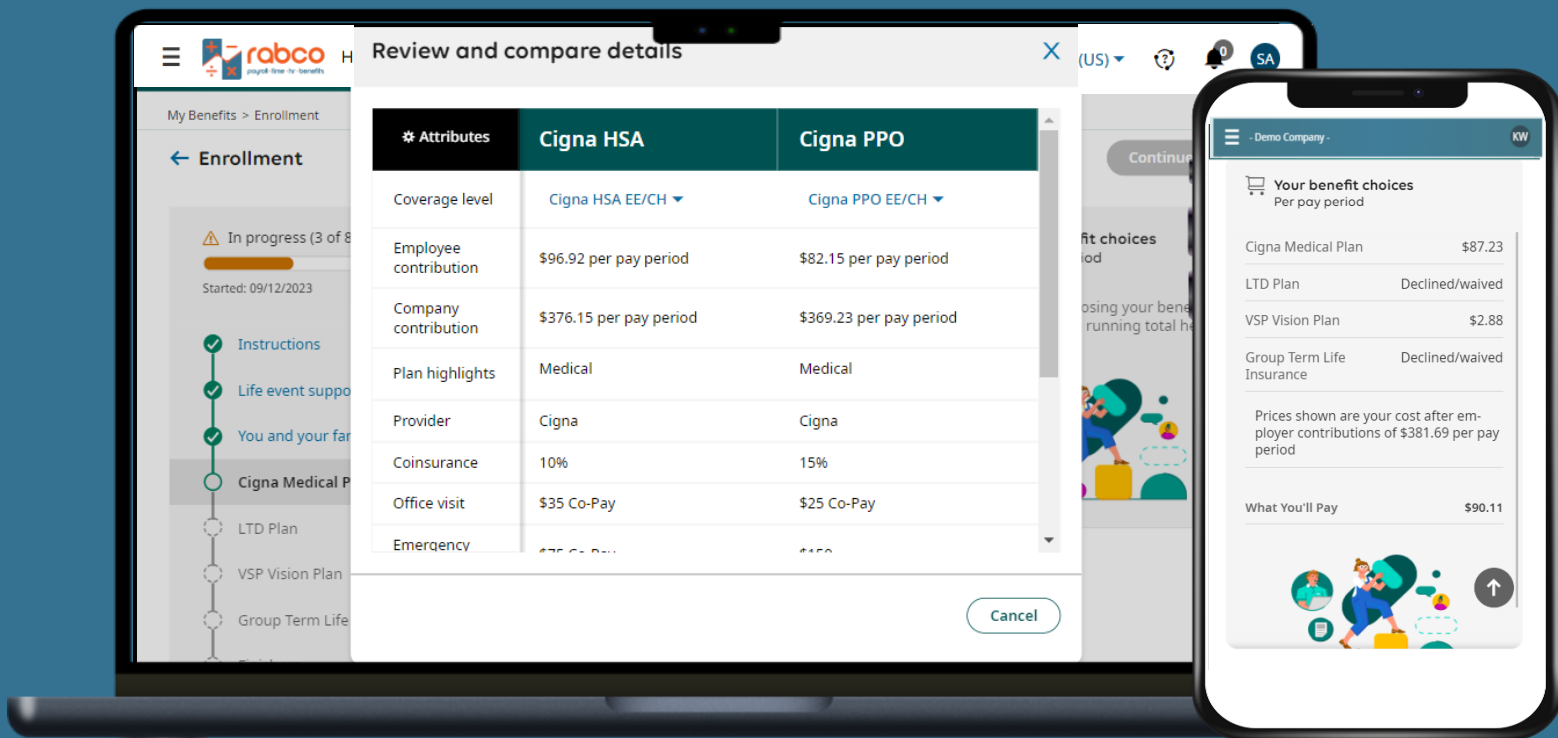 rabco
payroll·time·hr·benefits
H
(US)
0
SA
My Benefits > Enrollment
Enrollment
Continue
In progress (3 of 8
Started: 09/12/2023
Instructions
Life event suppo
You and your far
Cigna Medical P
LTD Plan
VSP Vision Plan
Group Term Life
Review and compare details
X
Attributes Cigna HSA Cigna PPO
Coverage level Cigna HSA EE/CH Cigna PPO EE/CH
Employee
contribution
$96.92 per pay period $82.15 per pay period
Company
contribution
$376.15 per pay period $369.23 per pay period
Plan highlights Medical Medical
Provider Cigna Cigna
Coinsurance 10% 15%
Office visit $35 Co-Pay $25 Co-Pay
Emergency $75 Co-Pay $150
Cancel
fit choices
iod
osing your bene
running total he
- Demo Company -
KW
Your benefit choices
Per pay period
Cigna Medical Plan $87.23
LTD Plan Declined/waived
VSP Vision Plan $2.88
Group Term Life
Insurance
Declined/waived
Prices shown are your cost after em-
ployer contributions of $381.69 per pay
period
What You'll Pay $90.11